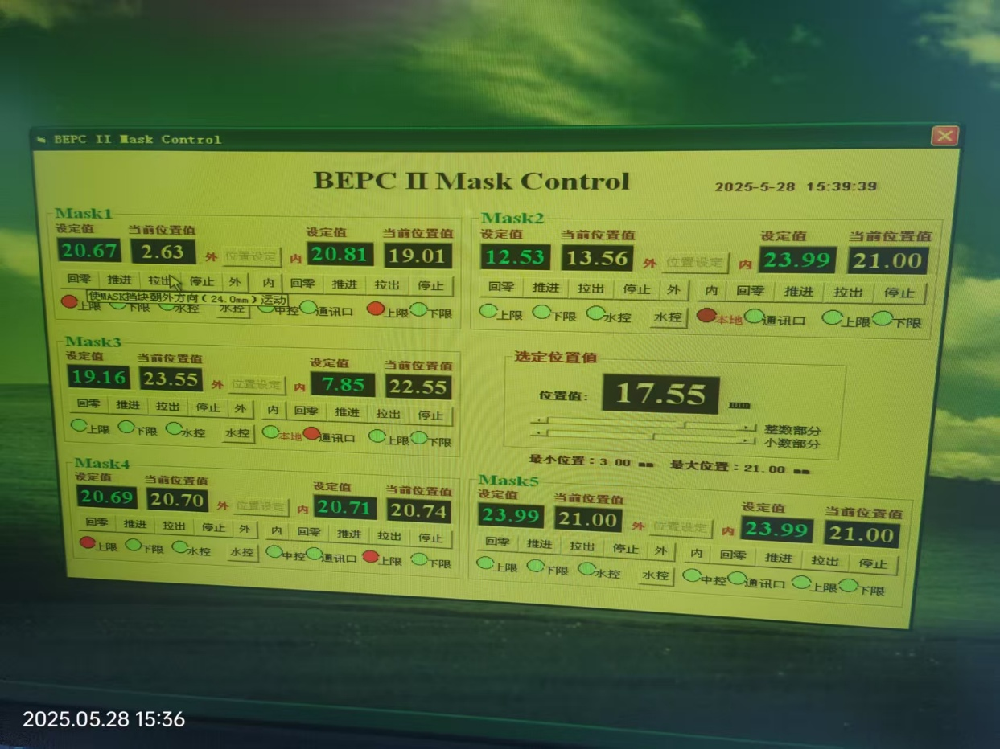 BEPC II Mask Control
BEPC II Mask Control
2025-5-28 15:39:39
Mask1
设定值 当前位置值 设定值 当前位置值
20.67 2.63 外 位置设定 内 20.81 19.01
回零 推进 拉出 停止 外 内 回零 推进 拉出 停止
使MASK挡块朝外方向(24.0mm)运动
上限 下限 水控 水控 中控 通讯口 上限 下限
Mask2
设定值 当前位置值 设定值 当前位置值
12.53 13.56 外 位置设定 内 23.99 21.00
回零 推进 拉出 停止 外 内 回零 推进 拉出 停止
上限 下限 水控 水控 本地 通讯口 上限 下限
Mask3
设定值 当前位置值 设定值 当前位置值
19.16 23.55 外 位置设定 内 7.85 22.55
回零 推进 拉出 停止 外 内 回零 推进 拉出 停止
上限 下限 水控 水控 本地 通讯口 上限 下限
选定位置值
位置值: 17.55 mm
整数部分
小数部分
最小位置:3.00 mm 最大位置:21.00 mm
Mask4
设定值 当前位置值 设定值 当前位置值
20.69 20.70 外 位置设定 内 20.71 20.74
回零 推进 拉出 停止 外 内 回零 推进 拉出 停止
上限 下限 水控 水控 中控 通讯口 上限 下限
Mask5
设定值 当前位置值 设定值 当前位置值
23.99 21.00 外 位置设定 内 23.99 21.00
回零 推进 拉出 停止 外 内 回零 推进 拉出 停止
上限 下限 水控 水控 中控 通讯口 上限 下限
2025.05.28 15:36